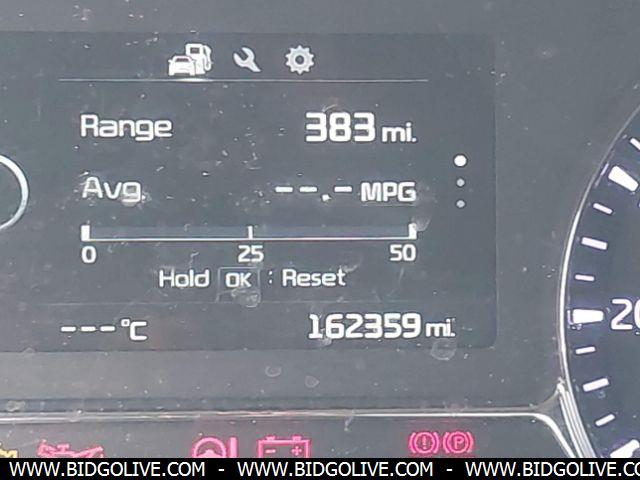 Range 383 mi.
Avg. --.- MPG
0 25 50
Hold OK : Reset
---°C 162359 mi.
20
WWW.BIDGOLIVE.COM - WWW.BIDGOLIVE.COM - WWW.BIDGOLIVE.COM